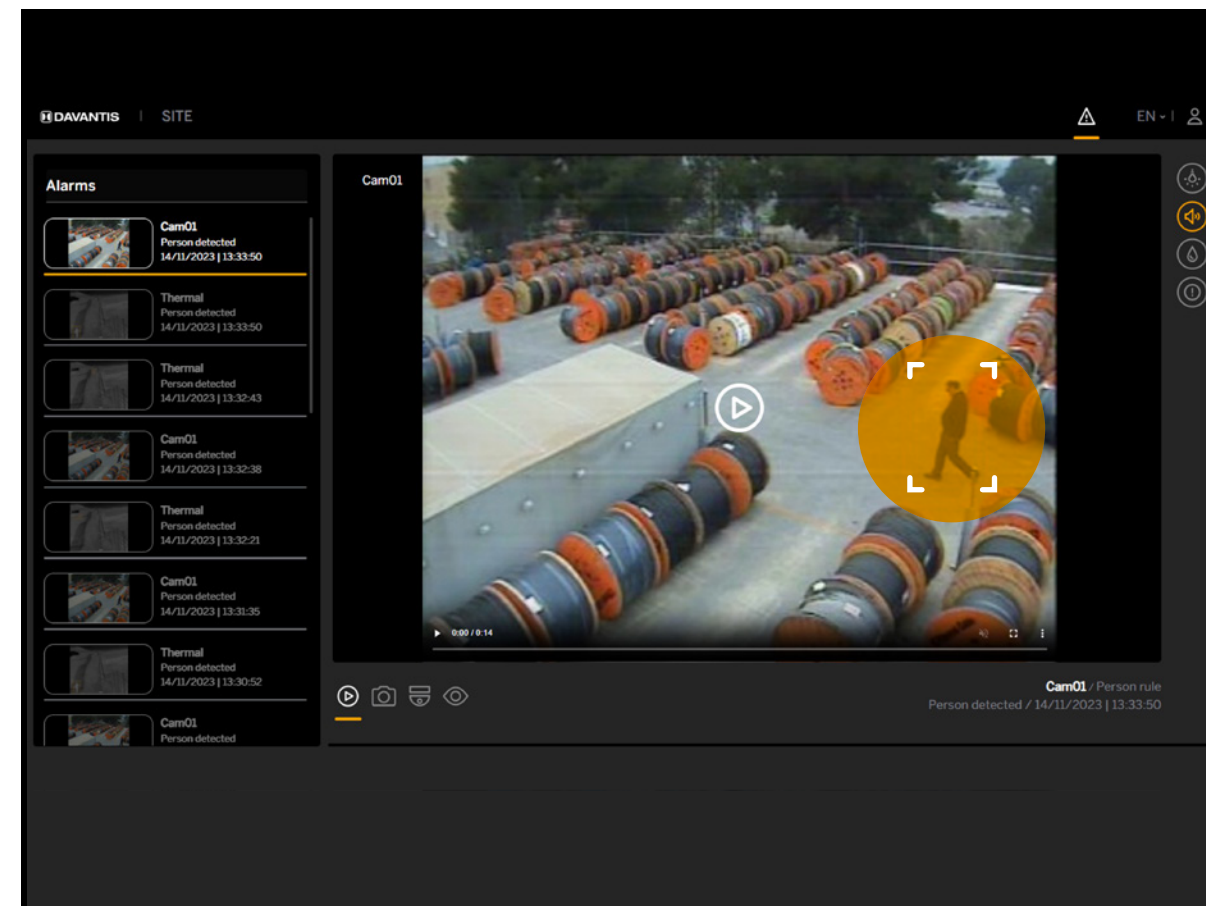 DAVANTIS | SITE
EN
Alarms
Cam01
Person detected
14/11/2023 | 13:33:50
Thermal
Person detected
14/11/2023 | 13:33:50
Thermal
Person detected
14/11/2023 | 13:32:43
Cam01
Person detected
14/11/2023 | 13:32:38
Thermal
Person detected
14/11/2023 | 13:32:21
Cam01
Person detected
14/11/2023 | 13:31:35
Thermal
Person detected
14/11/2023 | 13:30:52
Cam01
Person detected
Cam01
0:00 / 0:14
Cam01 / Person rule
Person detected / 14/11/2023 | 13:33:50